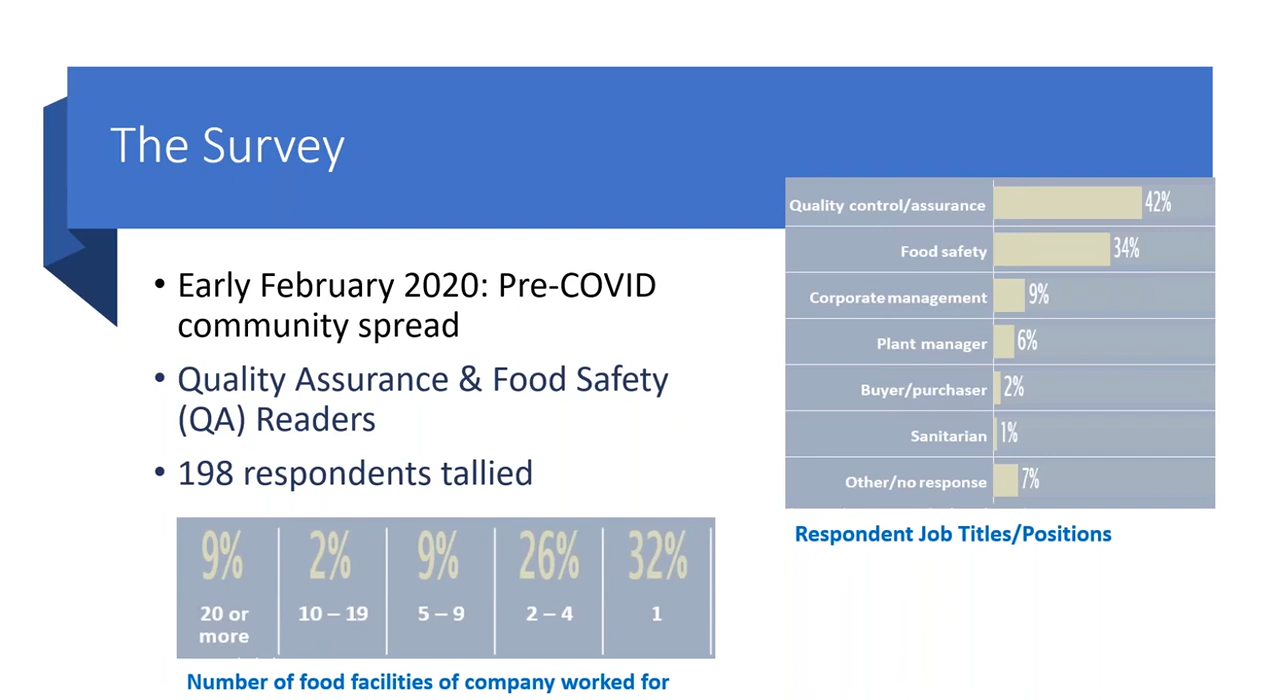 The Survey
• Early February 2020: Pre-COVID
community spread
• Quality Assurance & Food Safety
(QA) Readers
• 198 respondents tallied
9% 2% 9% 26% 32%
20 or more 10 – 19 5 – 9 2 – 4 1
Number of food facilities of company worked for
Quality control/assurance 42%
Food safety 34%
Corporate management 9%
Plant manager 6%
Buyer/purchaser 2%
Sanitarian 1%
Other/no response 7%
Respondent Job Titles/Positions